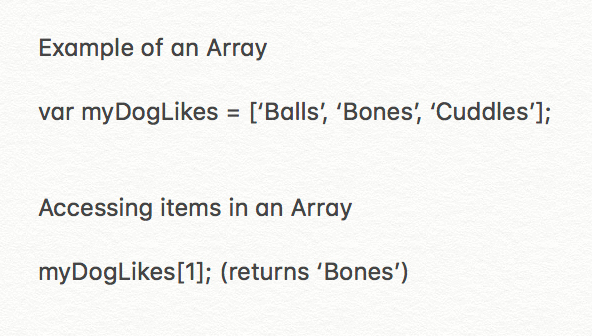 Example of an Array
var myDogLikes = [‘Balls’, ‘Bones’, ‘Cuddles’];
Accessing items in an Array
myDogLikes[1]; (returns ‘Bones’)